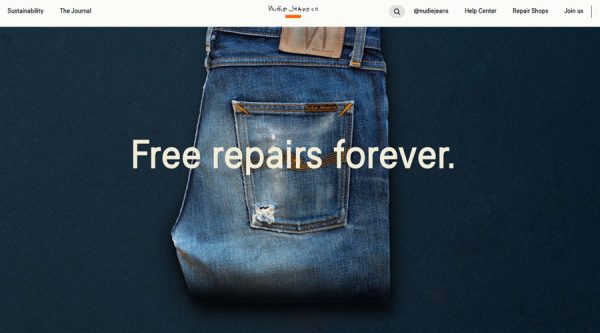 Sustainability
The Journal
Nudie Jeans co
@nudiejeans
Help Center
Repair Shops
Join us
Free repairs forever.